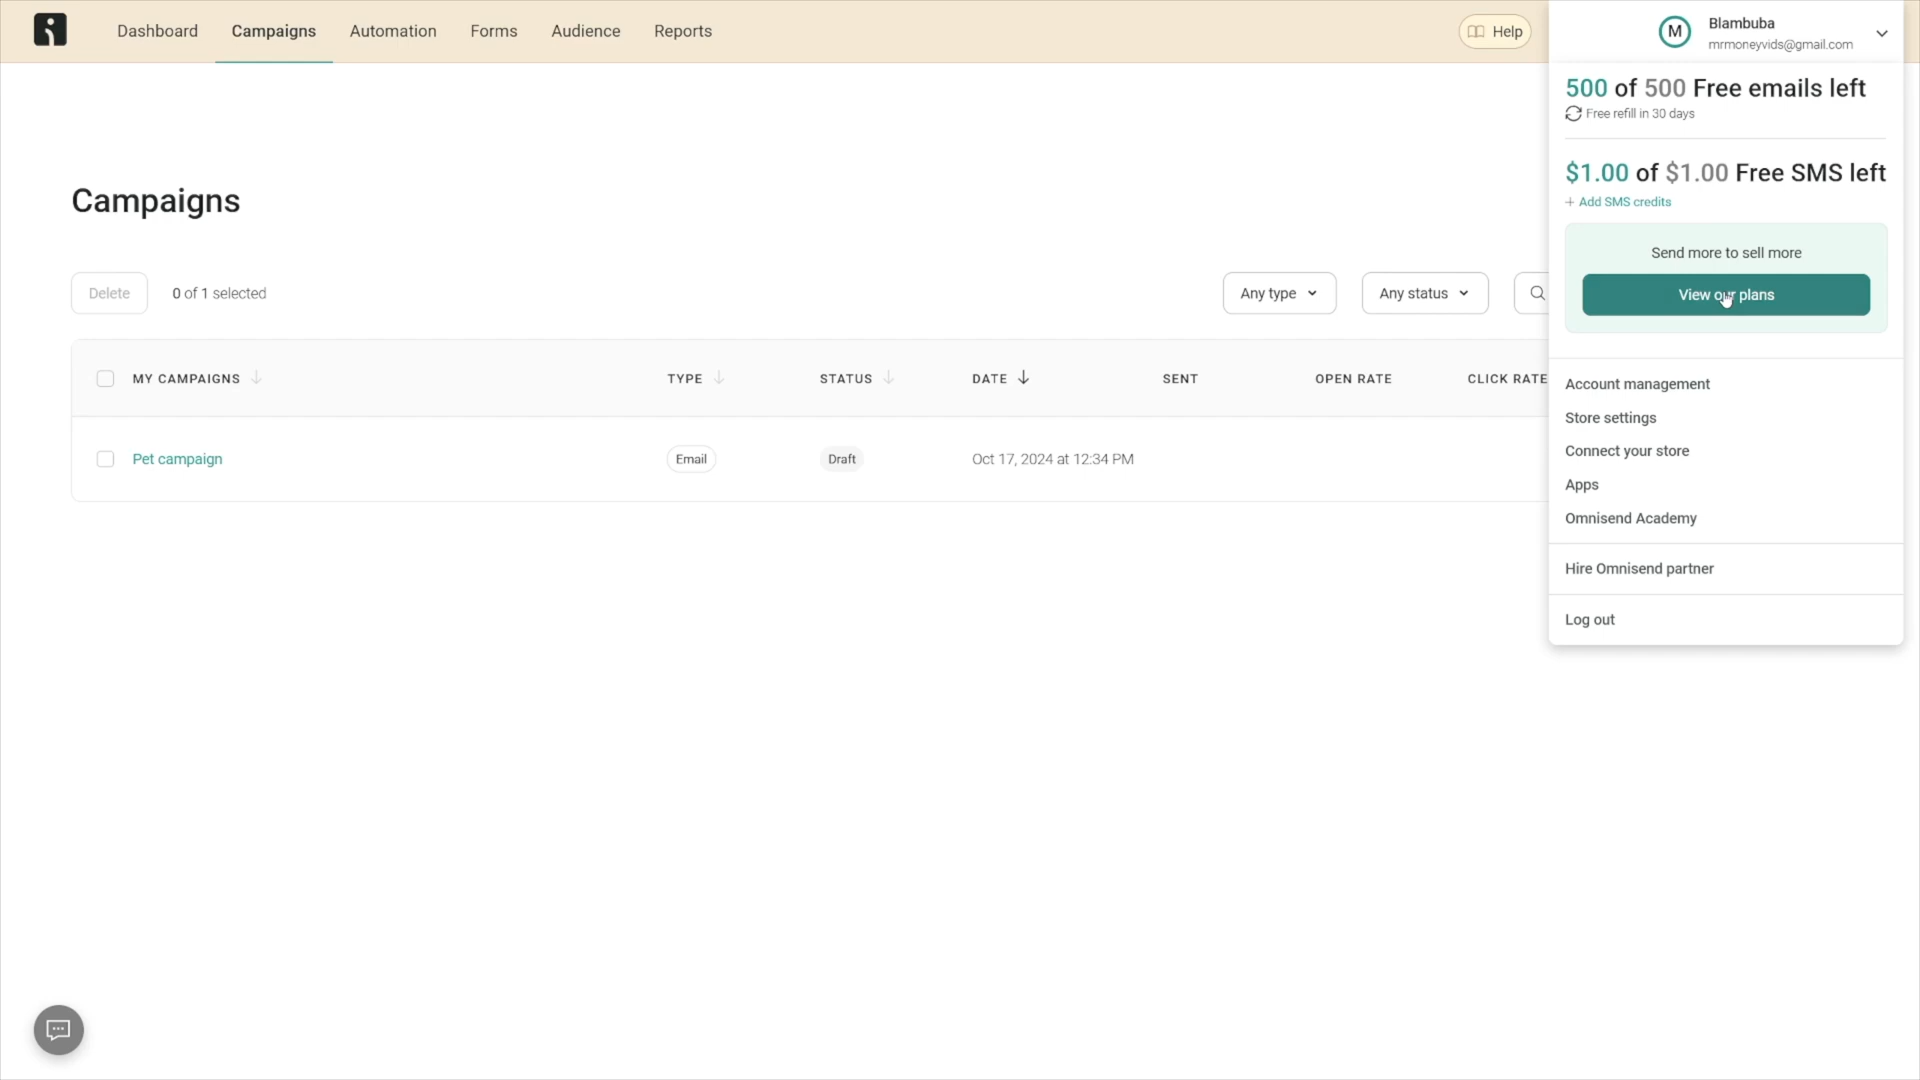 Dashboard
Campaigns
Automation
Forms
Audience
Reports
Help
M
Blambuba
mrmoneyvids@gmail.com
500 of 500 Free emails left
Free refill in 30 days
$1.00 of $1.00 Free SMS left
+ Add SMS credits
Send more to sell more
View our plans
Account management
Store settings
Connect your store
Apps
Omnisend Academy
Hire Omnisend partner
Log out
Campaigns
Delete
0 of 1 selected
Any type
Any status
MY CAMPAIGNS
TYPE
STATUS
DATE
SENT
OPEN RATE
CLICK RATE
Pet campaign
Email
Draft
Oct 17, 2024 at 12:34 PM